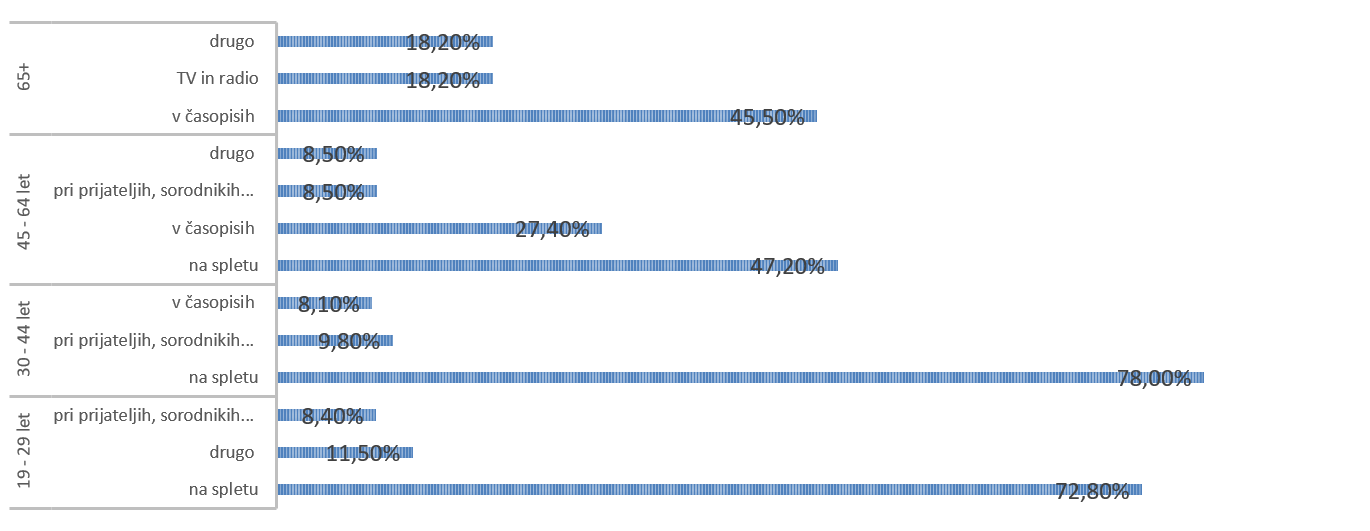 65+
drugo 18,20%
TV in radio 18,20%
v časopisih 45,50%
45 - 64 let
drugo 8,50%
pri prijateljih, sorodnikih... 8,50%
v časopisih 27,40%
na spletu 47,20%
30 - 44 let
v časopisih 8,10%
pri prijateljih, sorodnikih... 9,80%
na spletu 78,00%
19 - 29 let
pri prijateljih, sorodnikih... 8,40%
drugo 11,50%
na spletu 72,80%